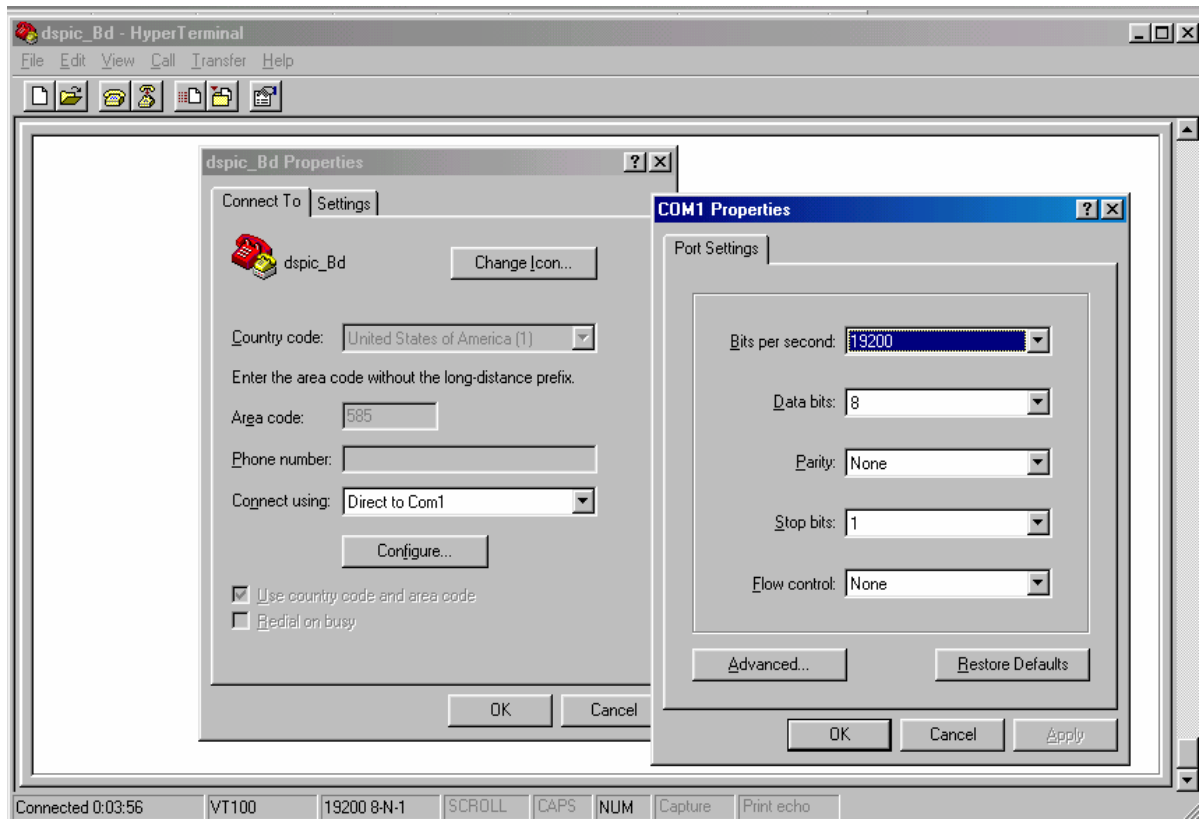 dspic_Bd - HyperTerminal
File Edit View Call Transfer Help
dspic_Bd Properties
Connect To Settings
dspic_Bd
Change Icon...
Country code: United States of America (1)
Enter the area code without the long-distance prefix.
Area code: 585
Phone number:
Connect using: Direct to Com1
Configure...
Use country code and area code
Redial on busy
OK Cancel
COM1 Properties
Port Settings
Bits per second: 19200
Data bits: 8
Parity: None
Stop bits: 1
Flow control: None
Advanced... Restore Defaults
OK Cancel Apply
Connected 0:03:56 VT100 19200 8-N-1 SCROLL CAPS NUM Capture Print echo